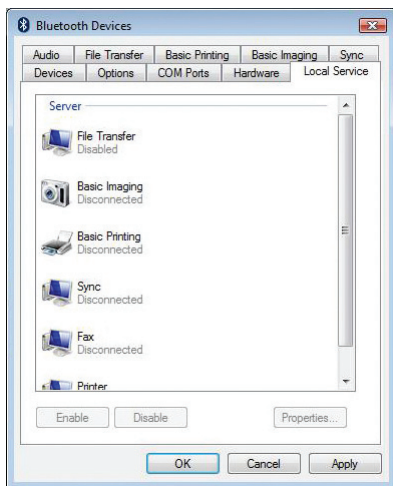 Bluetooth Devices
Audio File Transfer Basic Printing Basic Imaging Sync
Devices Options COM Ports Hardware Local Service
Server
File Transfer
Disabled
Basic Imaging
Disconnected
Basic Printing
Disconnected
Sync
Disconnected
Fax
Disconnected
Printer
Enable Disable Properties...
OK Cancel Apply